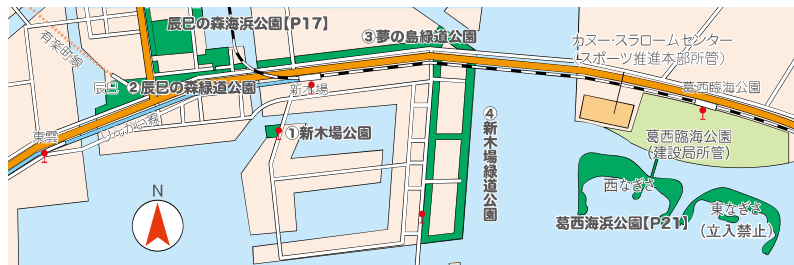 辰巳の森海浜公園【P17】
③夢の島緑道公園
カヌー・スラロームセンター
（スポーツ推進本部所管）
有楽町線
辰巳
2 辰巳の森緑道公園
新木場
葛西臨海公園
東雲
りんかい線
①新木場公園
④新木場緑道公園
葛西臨海公園
（建設局所管）
西なぎさ
葛西海浜公園【P21】
東なぎさ
（立入禁止）
N